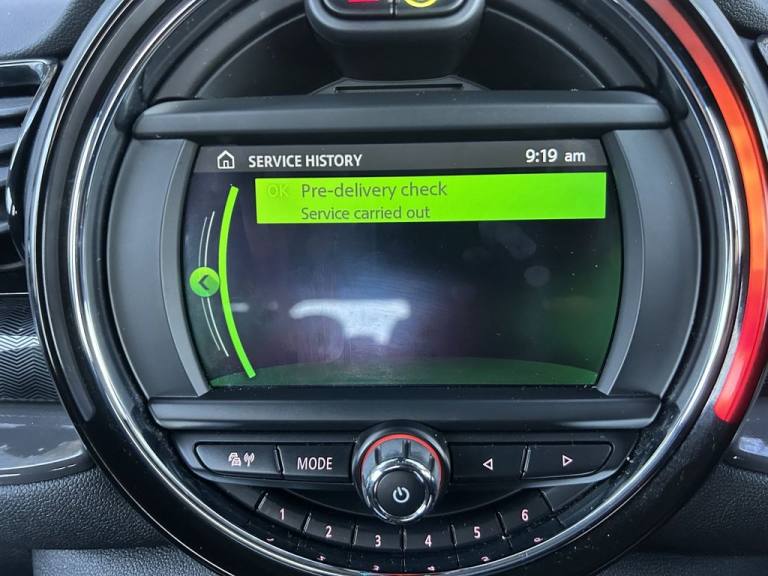 SERVICE HISTORY 9:19 am
OK Pre-delivery check
Service carried out
MODE
1 2 3 4 5 6